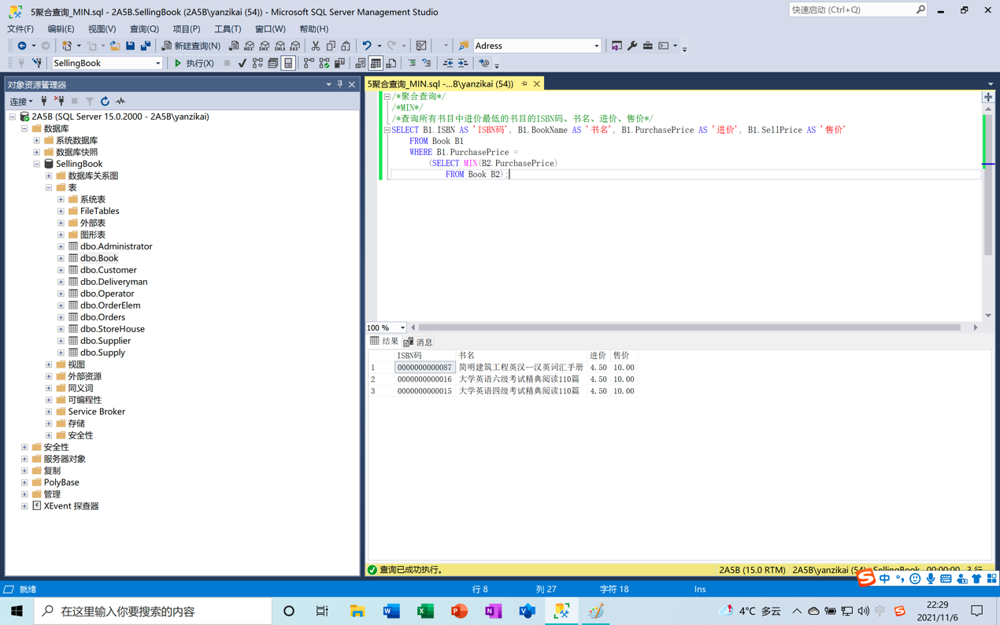 5聚合查询_MIN.sql - 2A5B.SellingBook (2A5B\yanzikai (54)) - Microsoft SQL Server Management Studio
快速启动 (Ctrl+Q)
文件(F) 编辑(E) 视图(V) 查询(Q) 项目(P) 工具(T) 窗口(W) 帮助(H)
新建查询(N) Adress
SellingBook 执行(X)
对象资源管理器
连接
2A5B (SQL Server 15.0.2000 - 2A5B\yanzikai)
数据库
系统数据库
数据库快照
SellingBook
数据库关系图
表
系统表
FileTables
外部表
图形表
dbo.Administrator
dbo.Book
dbo.Customer
dbo.Deliveryman
dbo.Operator
dbo.OrderElem
dbo.Orders
dbo.StoreHouse
dbo.Supplier
dbo.Supply
视图
外部资源
同义词
可编程性
Service Broker
存储
安全性
安全性
服务器对象
复制
PolyBase
管理
XEvent 探查器
5聚合查询_MIN.sql -...B\yanzikai (54))
/*聚合查询*/
/*MIN*/
/*查询所有书目中进价最低的书目的ISBN码、书名、进价、售价*/
SELECT B1.ISBN AS 'ISBN码', B1.BookName AS '书名', B1.PurchasePrice AS '进价', B1.SellPrice AS '售价'
FROM Book B1
WHERE B1.PurchasePrice =
(SELECT MIN(B2.PurchasePrice)
FROM Book B2);
100 %
结果 消息
ISBN码 书名 进价 售价
1 0000000000087 简明建筑工程英汉--汉英词汇手册 4.50 10.00
2 0000000000016 大学英语六级考试精典阅读110篇 4.50 10.00
3 0000000000015 大学英语四级考试精典阅读110篇 4.50 10.00
查询已成功执行。 2A5B (15.0 RTM) 2A5B\yanzikai (54) SellingBook 00:00:00 3 行
中
就绪 行 8 列 27 字符 18 Ins
在这里输入你要搜索的内容
4°C 多云
中
22:29
2021/11/6